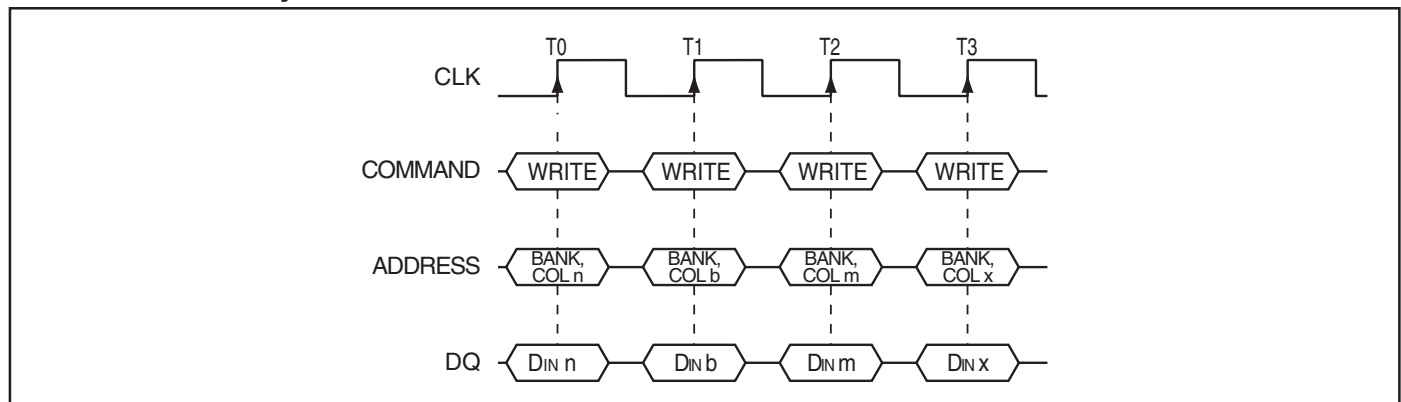 T0 T1 T2 T3
CLK
COMMAND WRITE WRITE WRITE WRITE
ADDRESS BANK, COL n BANK, COL b BANK, COL m BANK, COL x
DQ DIN n DIN b DIN m DIN x